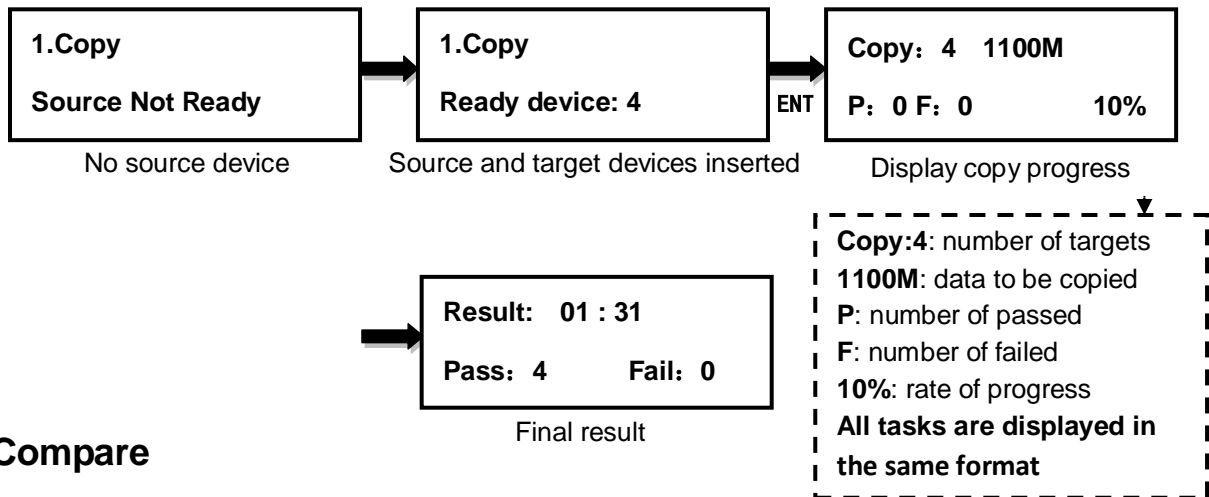 1.Copy
Source Not Ready
No source device
1.Copy
Ready device: 4
Source and target devices inserted
ENT
Copy：4 1100M
P：0 F：0 10%
Display copy progress
Copy:4: number of targets
1100M: data to be copied
P: number of passed
F: number of failed
10%: rate of progress
All tasks are displayed in
the same format
Result: 01 : 31
Pass：4 Fail：0
Final result
Compare